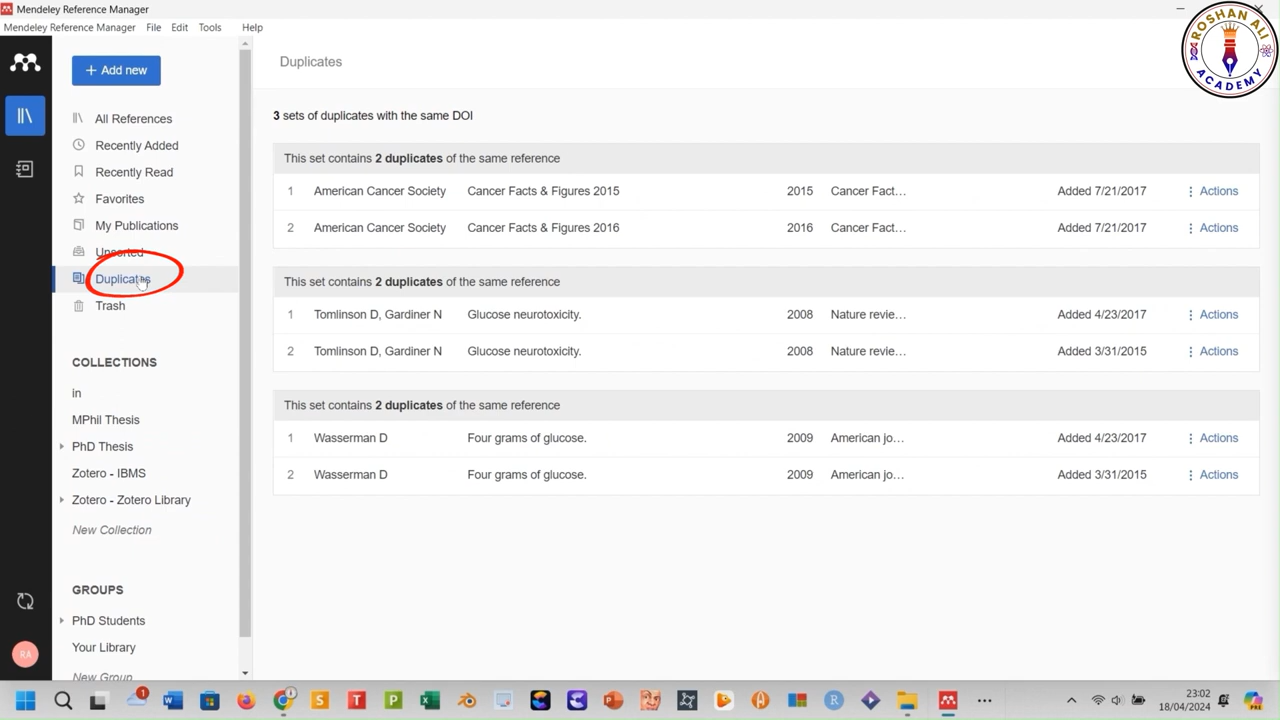 Mendeley Reference Manager
Mendeley Reference Manager File Edit Tools Help
ROSHAN ALI
ACADEMY
+ Add new
All References
Recently Added
Recently Read
Favorites
My Publications
Unsorted
Duplicates
Trash
COLLECTIONS
in
MPhil Thesis
PhD Thesis
Zotero - IBMS
Zotero - Zotero Library
New Collection
GROUPS
PhD Students
Your Library
New Group
RA
Duplicates
3 sets of duplicates with the same DOI
This set contains 2 duplicates of the same reference
1 American Cancer Society Cancer Facts & Figures 2015 2015 Cancer Fact… Added 7/21/2017 Actions
2 American Cancer Society Cancer Facts & Figures 2016 2016 Cancer Fact… Added 7/21/2017 Actions
This set contains 2 duplicates of the same reference
1 Tomlinson D, Gardiner N Glucose neurotoxicity. 2008 Nature revie… Added 4/23/2017 Actions
2 Tomlinson D, Gardiner N Glucose neurotoxicity. 2008 Nature revie… Added 3/31/2015 Actions
This set contains 2 duplicates of the same reference
1 Wasserman D Four grams of glucose. 2009 American jo… Added 4/23/2017 Actions
2 Wasserman D Four grams of glucose. 2009 American jo… Added 3/31/2015 Actions
1
23:02
18/04/2024